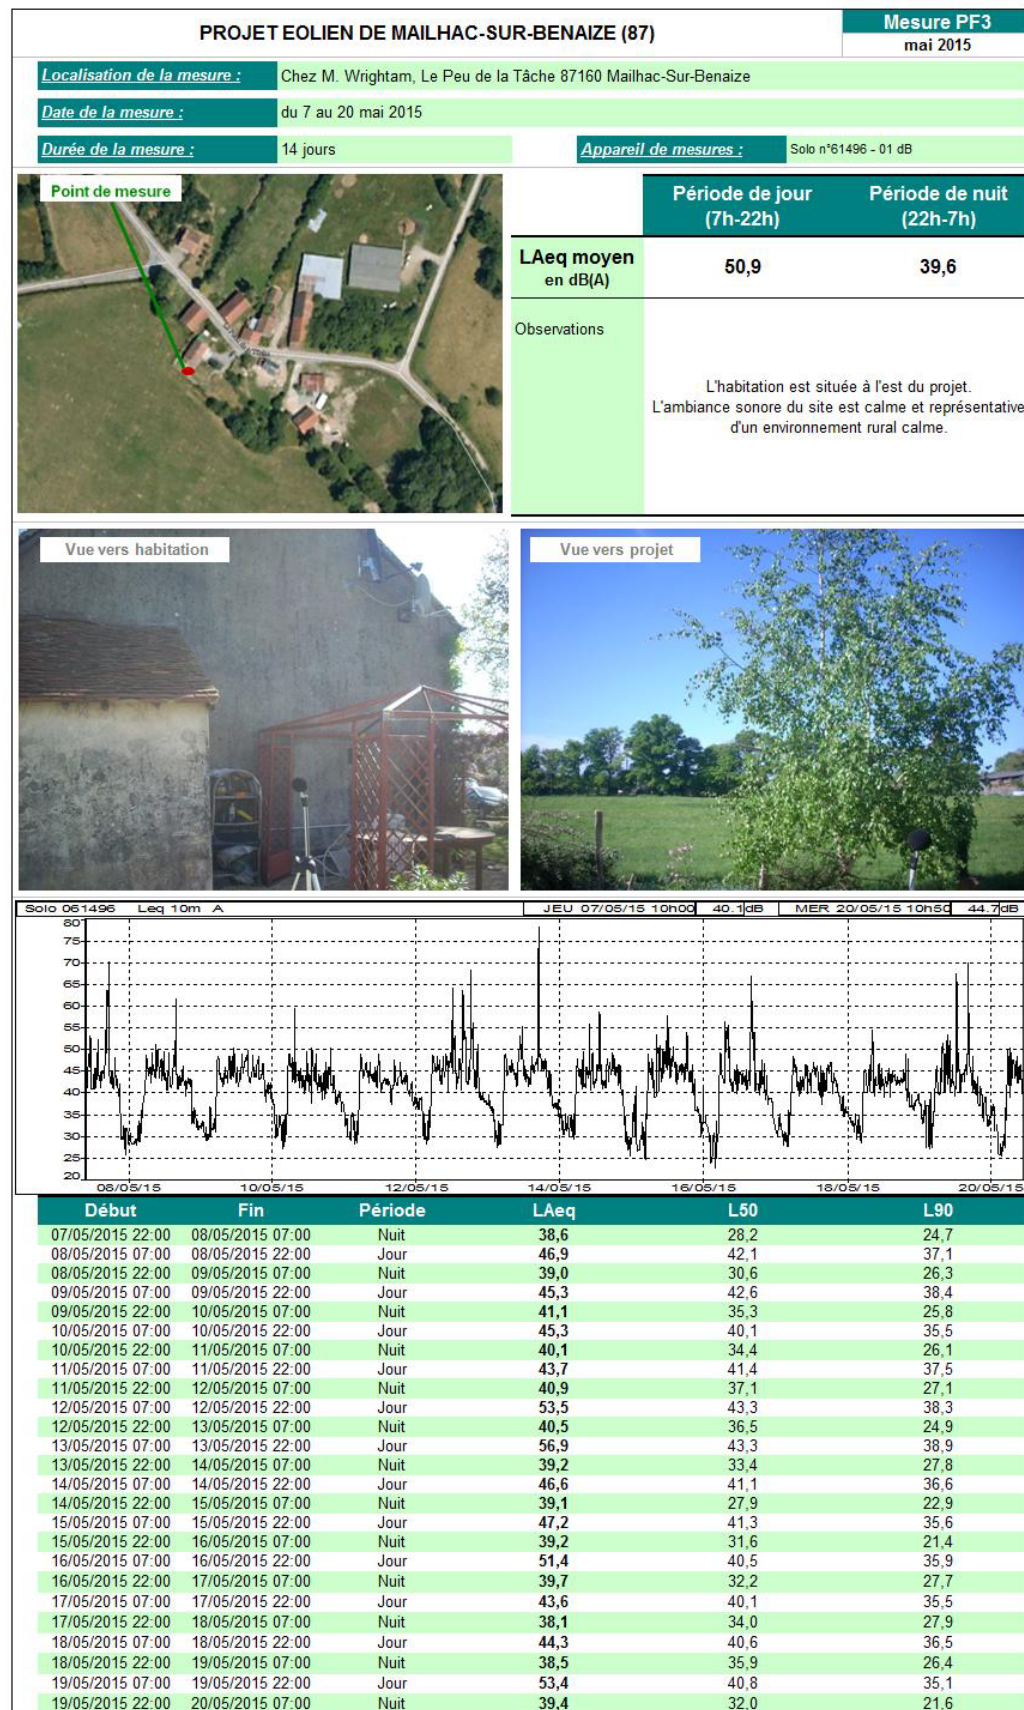 PROJET EOLIEN DE MAILHAC-SUR-BENAIZE (87)
Mesure PF3
mai 2015
Localisation de la mesure : Chez M. Wrightam, Le Peu de la Tâche 87160 Mailhac-Sur-Benaize
Date de la mesure : du 7 au 20 mai 2015
Durée de la mesure : 14 jours Appareil de mesures : Solo n°61496 - 01 dB
Point de mesure
Période de jour (7h-22h) Période de nuit (22h-7h)
LAeq moyen en dB(A) 50,9 39,6
Observations
L'habitation est située à l'est du projet.
L'ambiance sonore du site est calme et représentative
d'un environnement rural calme.
Vue vers habitation
Vue vers projet
Solo 061496 Leq 10m A JEU 07/05/15 10h00 40.1dB MER 20/05/15 10h50 44.7dB
80
75
70
65
60
55
50
45
40
35
30
25
20
08/05/15 10/05/15 12/05/15 14/05/15 16/05/15 18/05/15 20/05/15
Début Fin Période LAeq L50 L90
07/05/2015 22:00 08/05/2015 07:00 Nuit 38,6 28,2 24,7
08/05/2015 07:00 08/05/2015 22:00 Jour 46,9 42,1 37,1
08/05/2015 22:00 09/05/2015 07:00 Nuit 39,0 30,6 26,3
09/05/2015 07:00 09/05/2015 22:00 Jour 45,3 42,6 38,4
09/05/2015 22:00 10/05/2015 07:00 Nuit 41,1 35,3 25,8
10/05/2015 07:00 10/05/2015 22:00 Jour 45,3 40,1 35,5
10/05/2015 22:00 11/05/2015 07:00 Nuit 40,1 34,4 26,1
11/05/2015 07:00 11/05/2015 22:00 Jour 43,7 41,4 37,5
11/05/2015 22:00 12/05/2015 07:00 Nuit 40,9 37,1 27,1
12/05/2015 07:00 12/05/2015 22:00 Jour 53,5 43,3 38,3
12/05/2015 22:00 13/05/2015 07:00 Nuit 40,5 36,5 24,9
13/05/2015 07:00 13/05/2015 22:00 Jour 56,9 43,3 38,9
13/05/2015 22:00 14/05/2015 07:00 Nuit 39,2 33,4 27,8
14/05/2015 07:00 14/05/2015 22:00 Jour 46,6 41,1 36,6
14/05/2015 22:00 15/05/2015 07:00 Nuit 39,1 27,9 22,9
15/05/2015 07:00 15/05/2015 22:00 Jour 47,2 41,3 35,6
15/05/2015 22:00 16/05/2015 07:00 Nuit 39,2 31,6 21,4
16/05/2015 07:00 16/05/2015 22:00 Jour 51,4 40,5 35,9
16/05/2015 22:00 17/05/2015 07:00 Nuit 39,7 32,2 27,7
17/05/2015 07:00 17/05/2015 22:00 Jour 43,6 40,1 35,5
17/05/2015 22:00 18/05/2015 07:00 Nuit 38,1 34,0 27,9
18/05/2015 07:00 18/05/2015 22:00 Jour 44,3 40,6 36,5
18/05/2015 22:00 19/05/2015 07:00 Nuit 38,5 35,9 26,4
19/05/2015 07:00 19/05/2015 22:00 Jour 53,4 40,8 35,1
19/05/2015 22:00 20/05/2015 07:00 Nuit 39,4 32,0 21,6